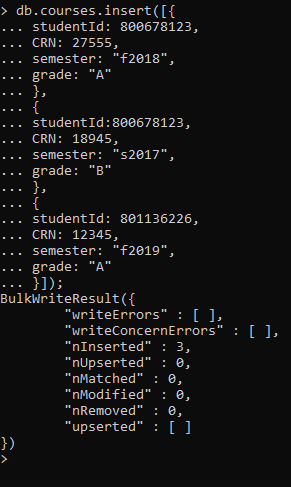 > db.courses.insert([{
... studentId: 800678123,
... CRN: 27555,
... semester: "f2018",
... grade: "A"
... },
... {
... studentId:800678123,
... CRN: 18945,
... semester: "s2017",
... grade: "B"
... },
... {
... studentId: 801136226,
... CRN: 12345,
... semester: "f2019",
... grade: "A"
... }]);
BulkWriteResult({
        "writeErrors" : [ ],
        "writeConcernErrors" : [ ],
        "nInserted" : 3,
        "nUpserted" : 0,
        "nMatched" : 0,
        "nModified" : 0,
        "nRemoved" : 0,
        "upserted" : [ ]
})
>